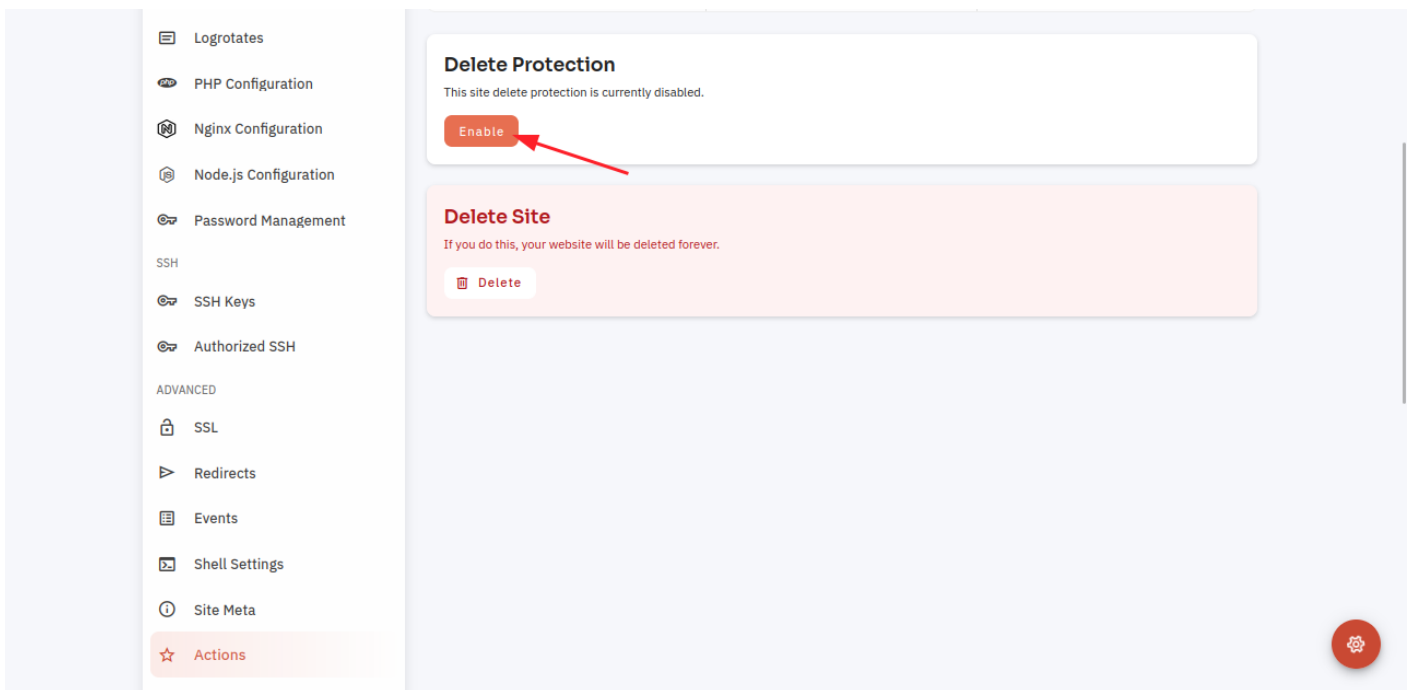 Logrotates
PHP Configuration
Nginx Configuration
Node.js Configuration
Password Management
SSH
SSH Keys
Authorized SSH
ADVANCED
SSL
Redirects
Events
Shell Settings
Site Meta
Actions
Delete Protection
This site delete protection is currently disabled.
Enable
Delete Site
If you do this, your website will be deleted forever.
Delete